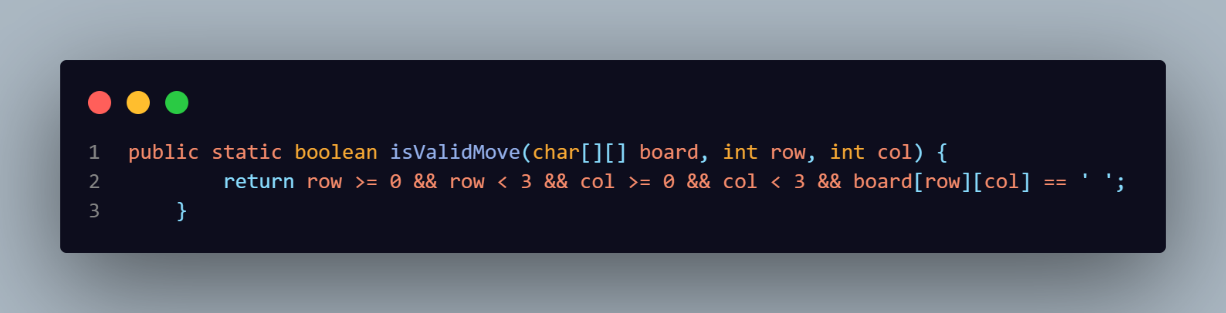 1 public static boolean isValidMove(char[][] board, int row, int col) {
2         return row >= 0 && row < 3 && col >= 0 && col < 3 && board[row][col] == ' ';
3     }